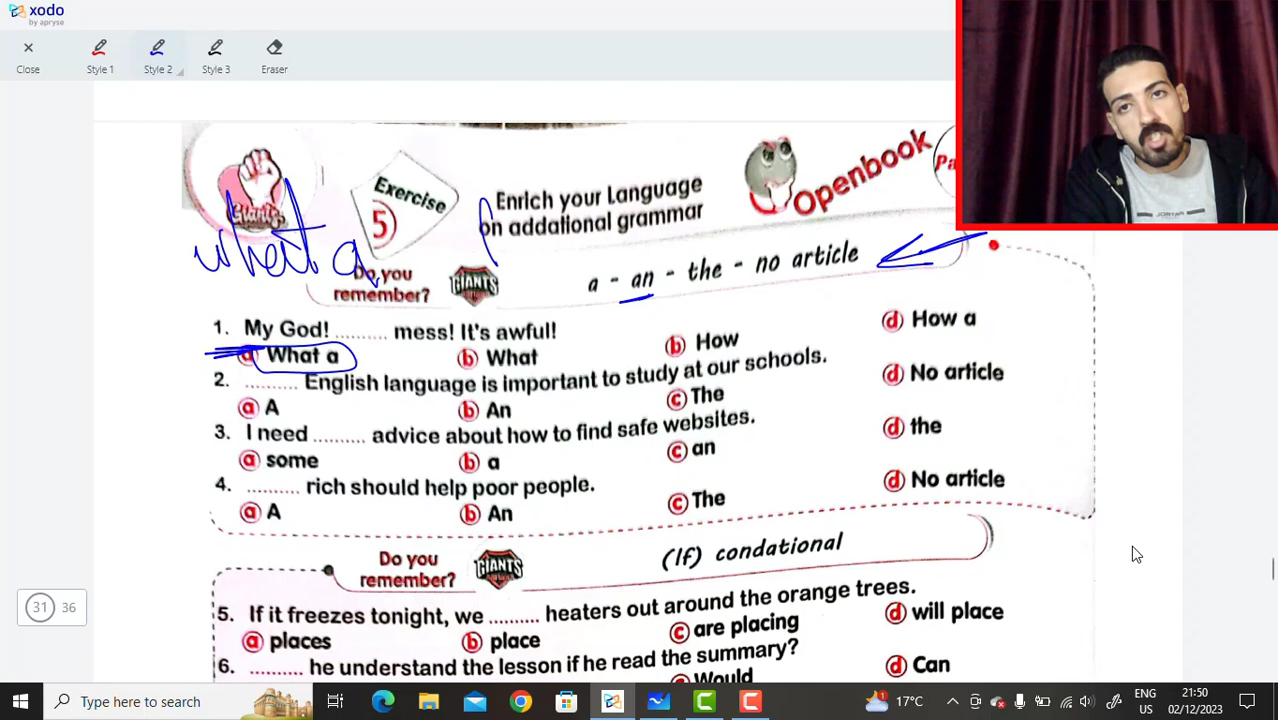 xodo
by apryse
Close
Style 1
Style 2
Style 3
Eraser
Giants
Exercise
5
Enrich your Language
on addational grammar
Openbook
what a
Do you
remember?
GIANTS
a - an - the - no article
1. My God! ......... mess! It's awful!
a What a
b What
b How
d How a
2. .......... English language is important to study at our schools.
a A
b An
c The
d No article
3. I need .......... advice about how to find safe websites.
a some
b a
c an
d the
4. .......... rich should help poor people.
a A
b An
c The
d No article
Do you
remember?
GIANTS
(If) condational
5. If it freezes tonight, we .......... heaters out around the orange trees.
a places
b place
c are placing
d will place
6. .......... he understand the lesson if he read the summary?
c Would
d Can
31 36
Type here to search
17°C
ENG
US
21:50
02/12/2023